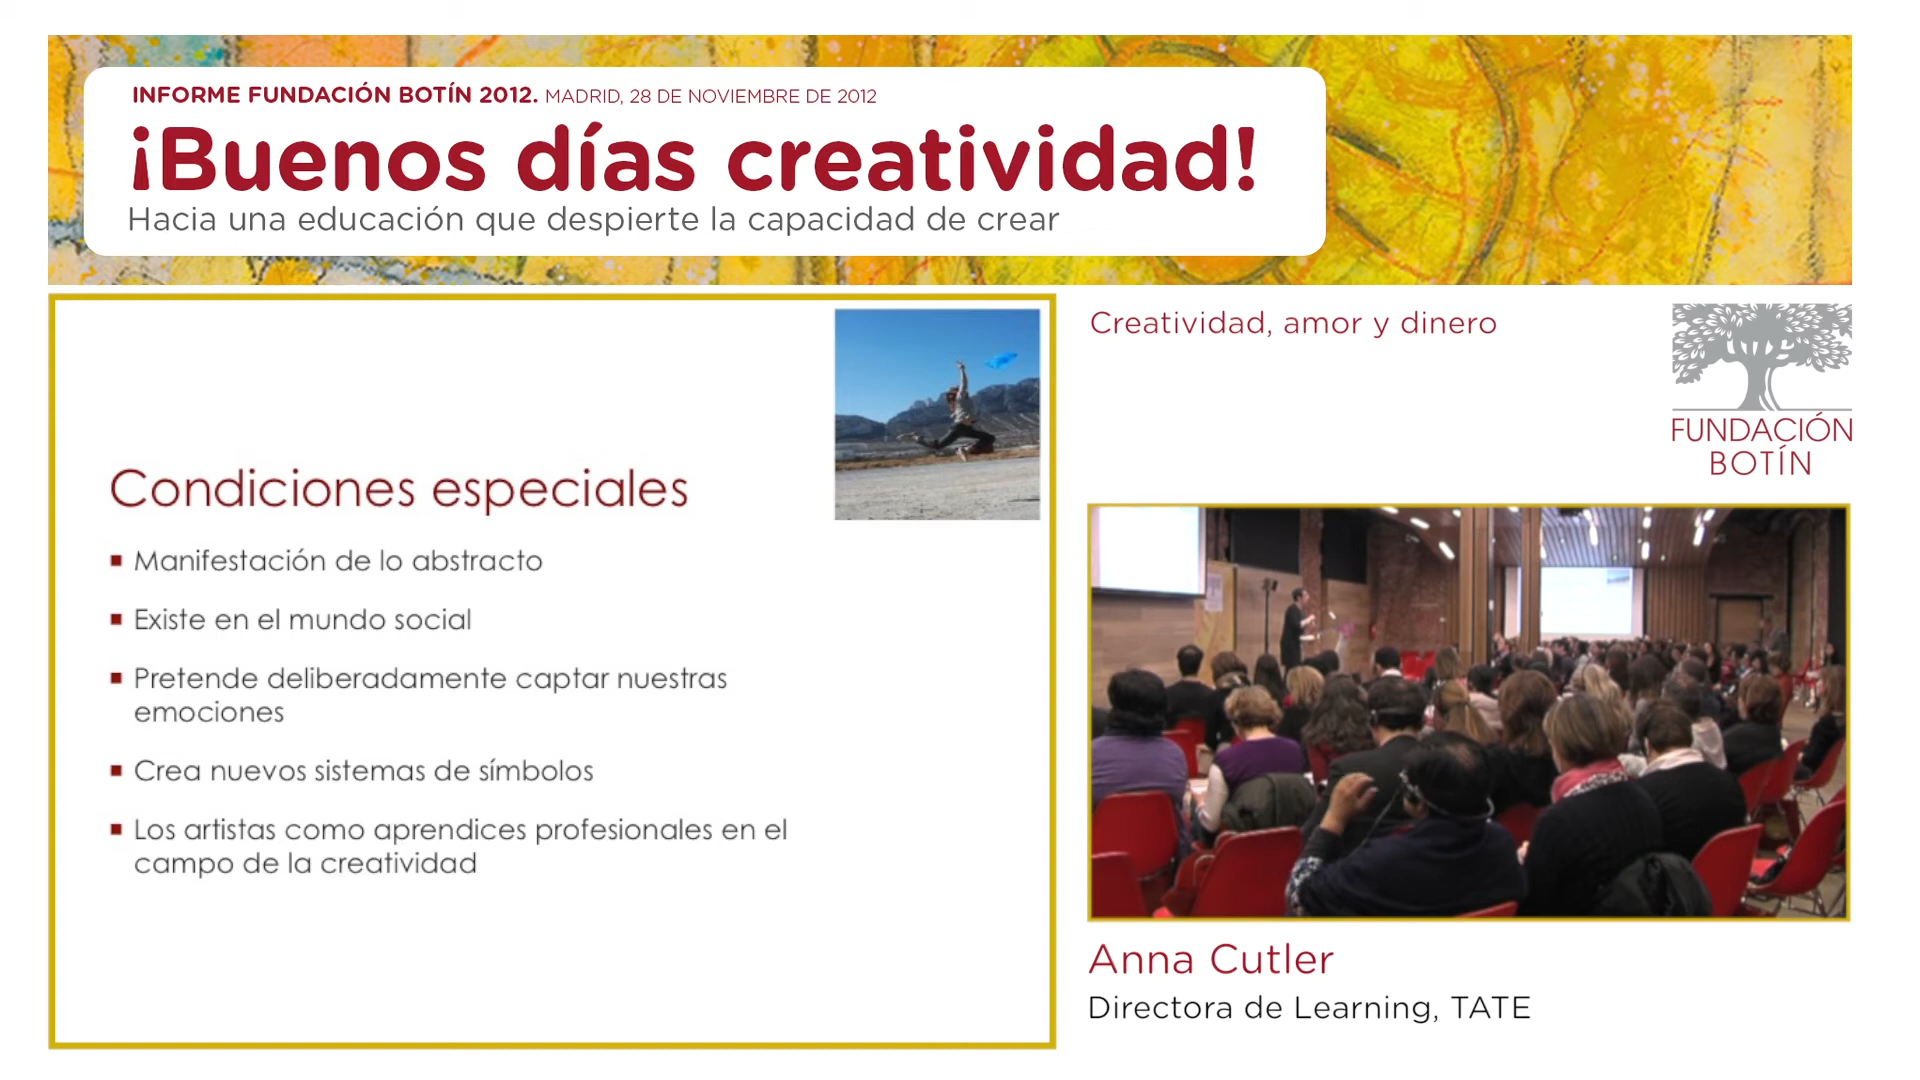 INFORME FUNDACIÓN BOTÍN 2012. MADRID, 28 DE NOVIEMBRE DE 2012
¡Buenos días creatividad!
Hacia una educación que despierte la capacidad de crear
Condiciones especiales
▪ Manifestación de lo abstracto
▪ Existe en el mundo social
▪ Pretende deliberadamente captar nuestras
emociones
▪ Crea nuevos sistemas de símbolos
▪ Los artistas como aprendices profesionales en el
campo de la creatividad
Creatividad, amor y dinero
FUNDACIÓN
BOTÍN
Anna Cutler
Directora de Learning, TATE